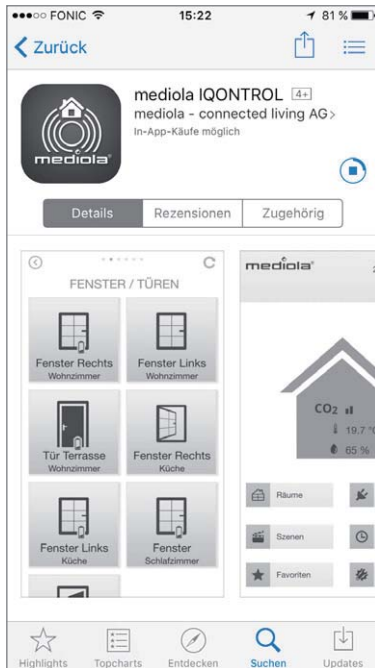 FONIC 15:22 81 %
Zurück
mediola IQONTROL 4+
mediola - connected living AG
In-App-Käufe möglich
mediola
Details Rezensionen Zugehörig
FENSTER / TÜREN
Fenster Rechts
Wohnzimmer
Fenster Links
Wohnzimmer
Tür Terrasse
Wohnzimmer
Fenster Rechts
Küche
Fenster Links
Küche
Fenster
Schlafzimmer
mediola
CO2
19.7 °
65 %
Räume
Szenen
Favoriten
Highlights Topcharts Entdecken Suchen Updates